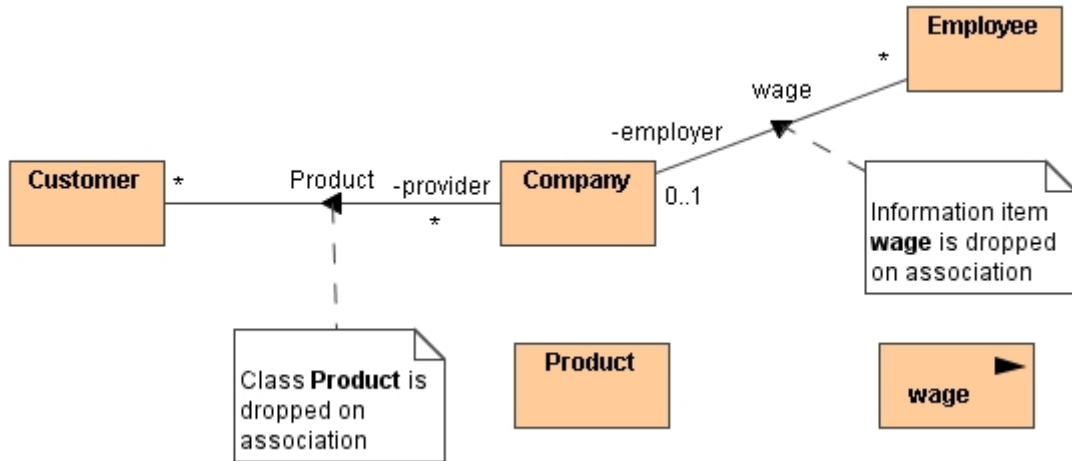 Employee
*
wage
-employer
Customer
*
Product
-provider
*
Company
0..1
Information item
wage is dropped
on association
Class Product is
dropped on
association
Product
wage